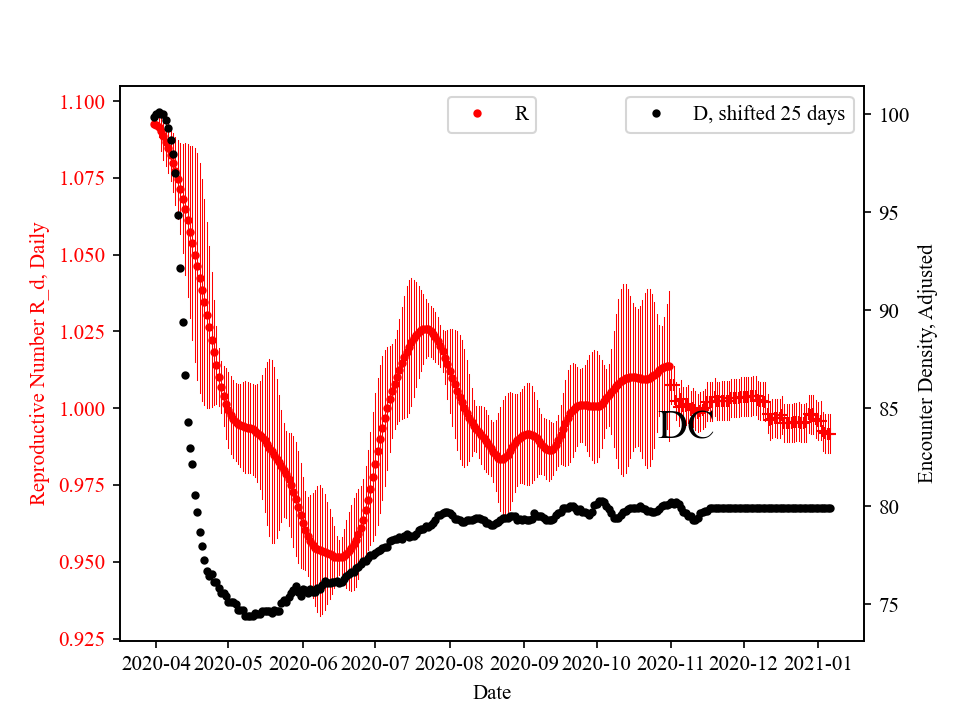 R
D, shifted 25 days
1.100
1.075
1.050
1.025
1.000
0.975
0.950
0.925
Reproductive Number R_d, Daily
100
95
90
85
80
75
Encounter Density, Adjusted
DC
2020-04 2020-05 2020-06 2020-07 2020-08 2020-09 2020-10 2020-11 2020-12 2021-01
Date